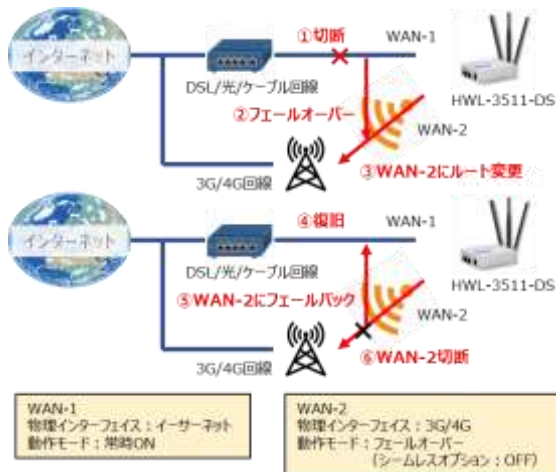 インターネット
①切断
WAN-1
DSL/光/ケーブル回線
HWL-3511-DS
②フェールオーバー
WAN-2
③WAN-2にルート変更
3G/4G回線
インターネット
④復旧
WAN-1
DSL/光/ケーブル回線
HWL-3511-DS
⑤WAN-2にフェールバック
WAN-2
⑥WAN-2切断
3G/4G回線
WAN-1
物理インターフェイス：イーサーネット
動作モード：常時ON
WAN-2
物理インターフェイス：3G/4G
動作モード：フェールオーバー
（シームレスオプション：OFF）